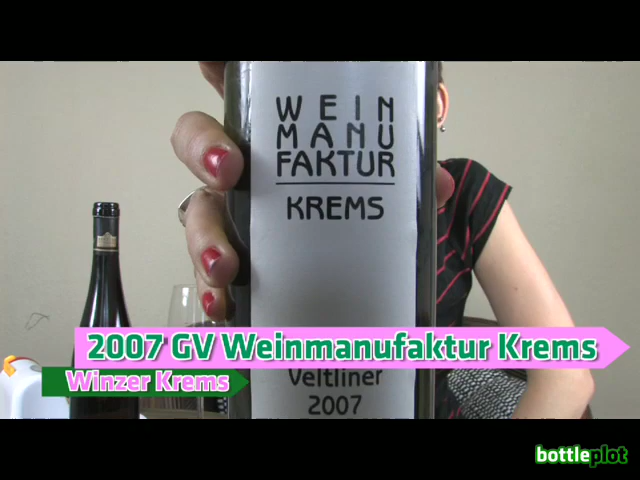 WEIN
MANU
FAKTUR
KREMS
2007 GV Weinmanufaktur Krems
Winzer Krems
Veltliner
2007
bottleplot